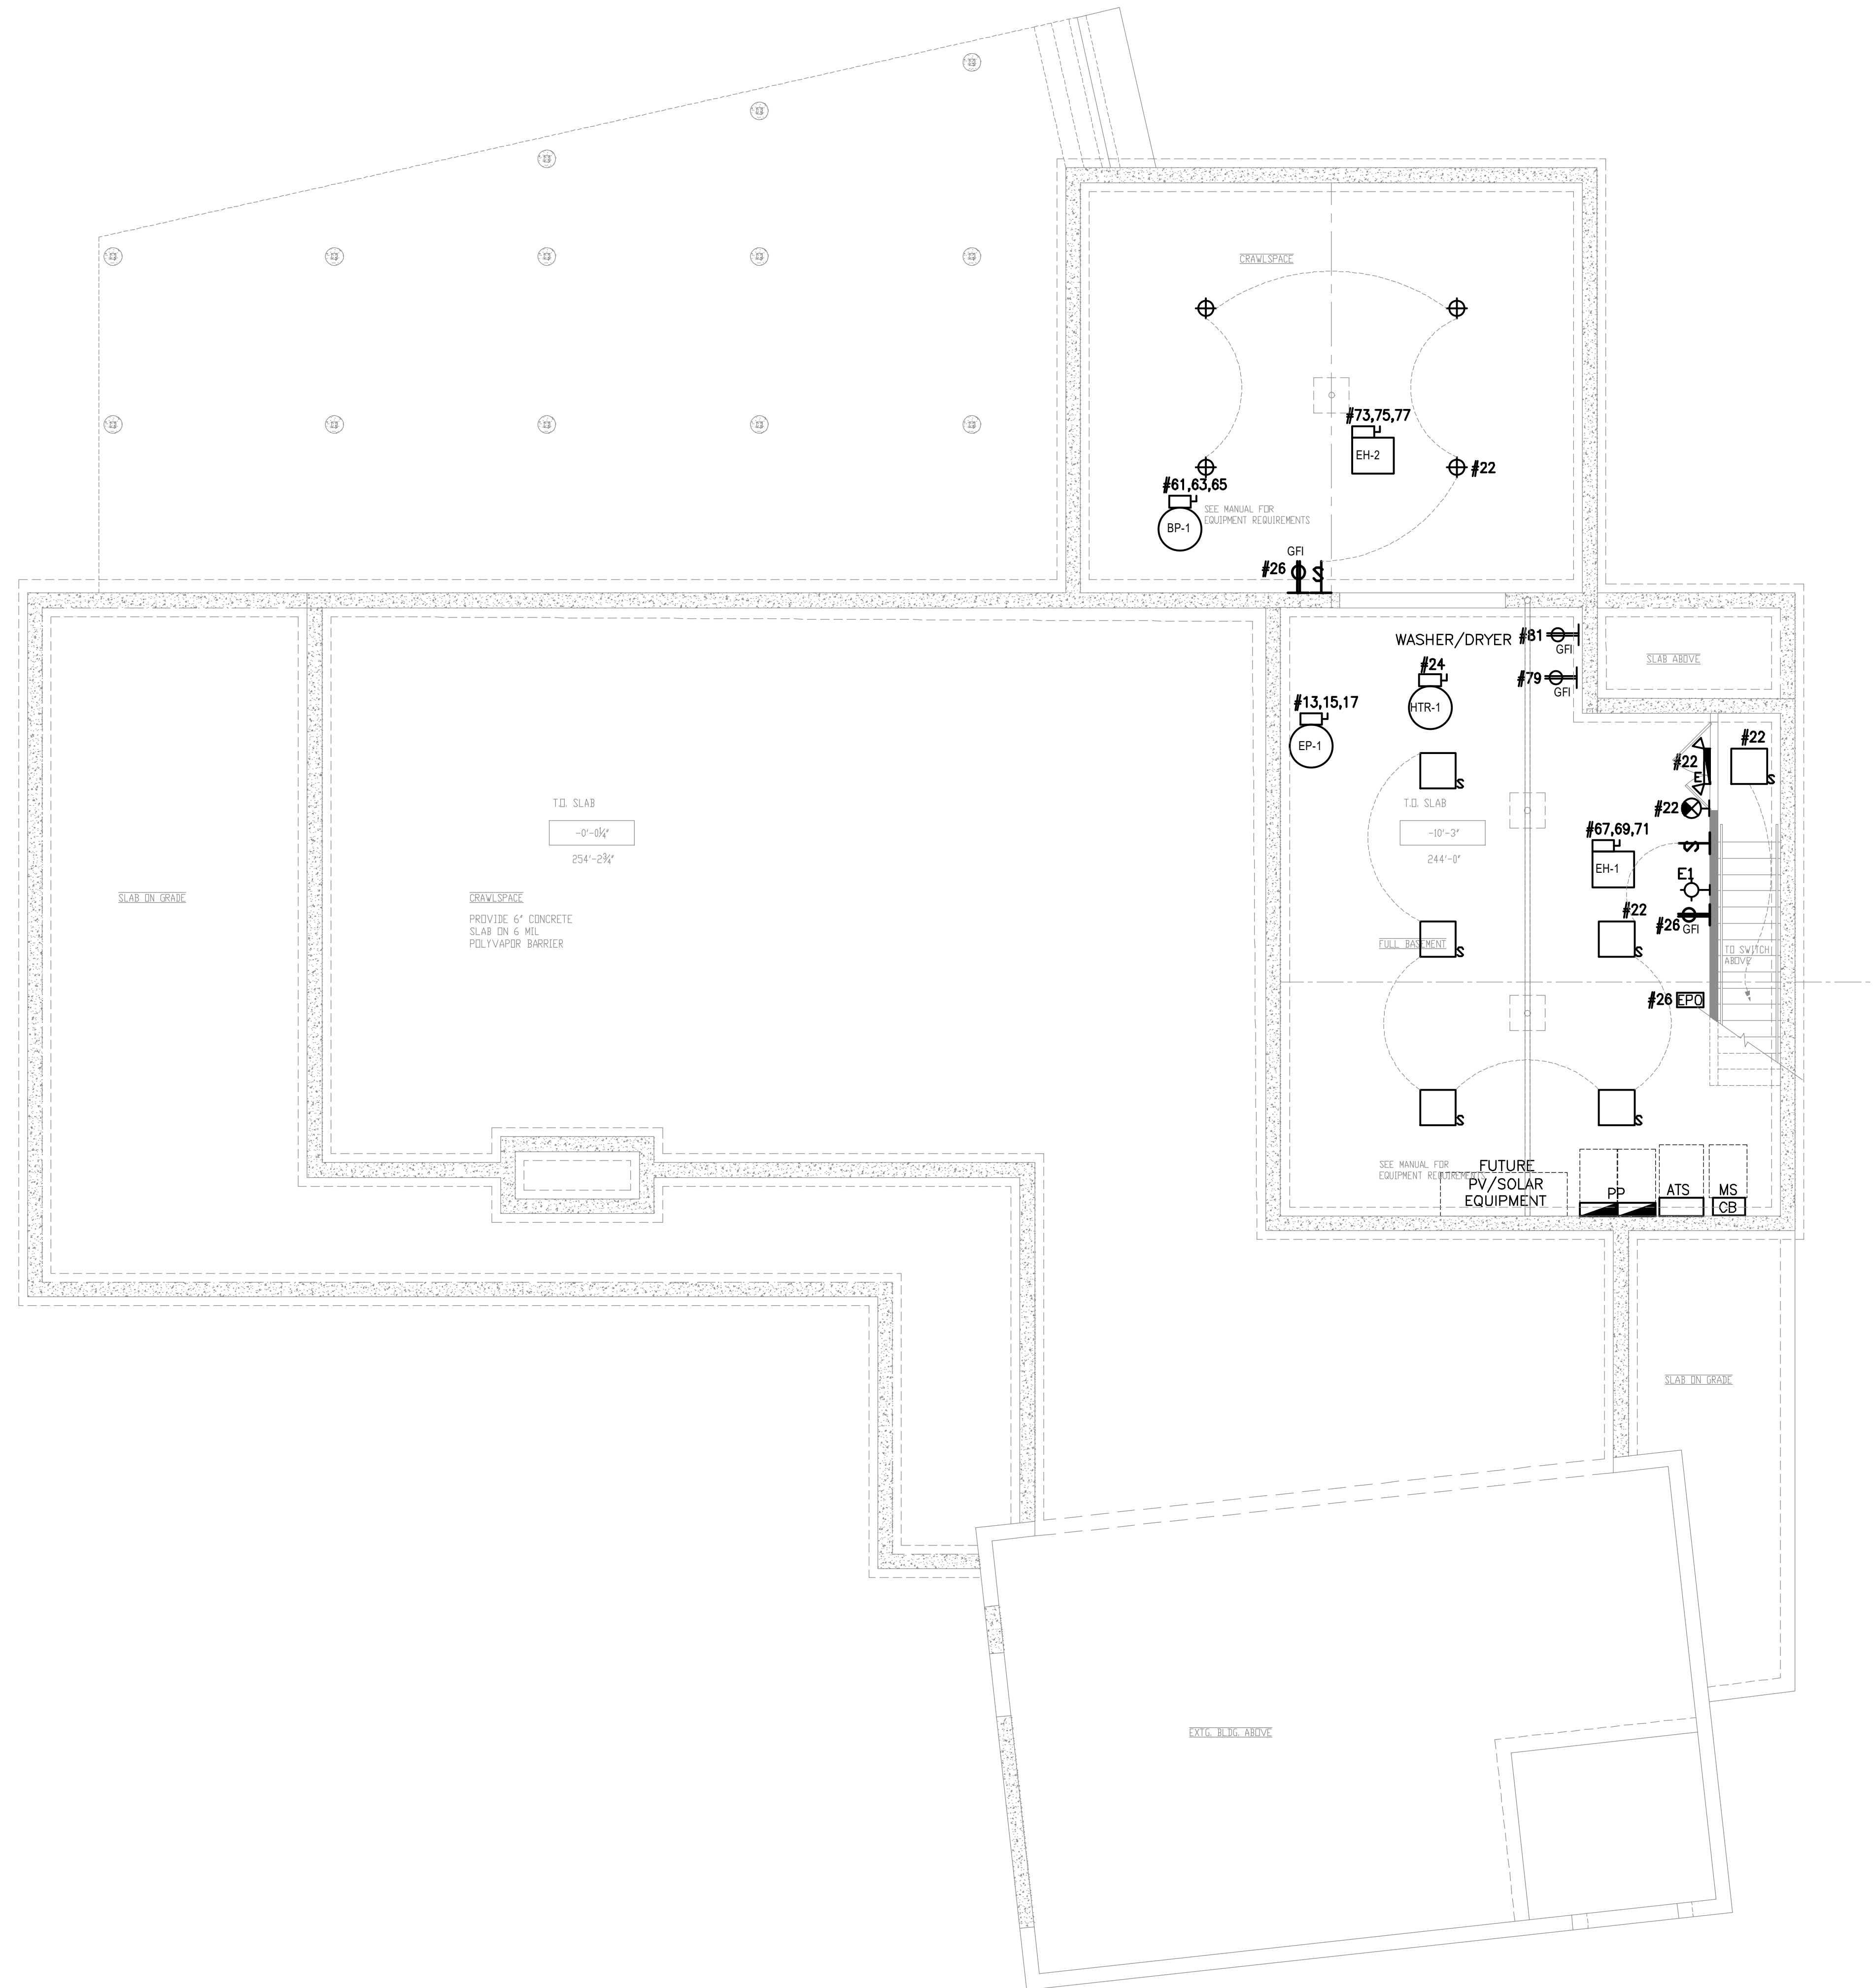 CRAWLSPACE
#73,75,77
EH-2
#22
#61,63,65
BP-1
SEE MANUAL FOR
EQUIPMENT REQUIREMENTS
GFI
#26
S
WASHER/DRYER
#81
GFI
#79
GFI
SLAB ABOVE
#24
HTR-1
#13,15,17
EP-1
#22
S
#22
E
S
#22
T.O. SLAB
-0'-0¼"
254'-2¾"
T.O. SLAB
-10'-3"
244'-0"
#67,69,71
EH-1
S
E1
SLAB ON GRADE
CRAWLSPACE
PROVIDE 6" CONCRETE
SLAB ON 6 MIL
POLYVAPOR BARRIER
#22
#26
GFI
FULL BASEMENT
S
S
TO SWITCH
ABOVE
#26
EPO
S
S
SEE MANUAL FOR
EQUIPMENT REQUIREMENTS
FUTURE
PV/SOLAR
EQUIPMENT
PP
ATS
MS
CB
SLAB ON GRADE
EXTG. BLDG. ABOVE